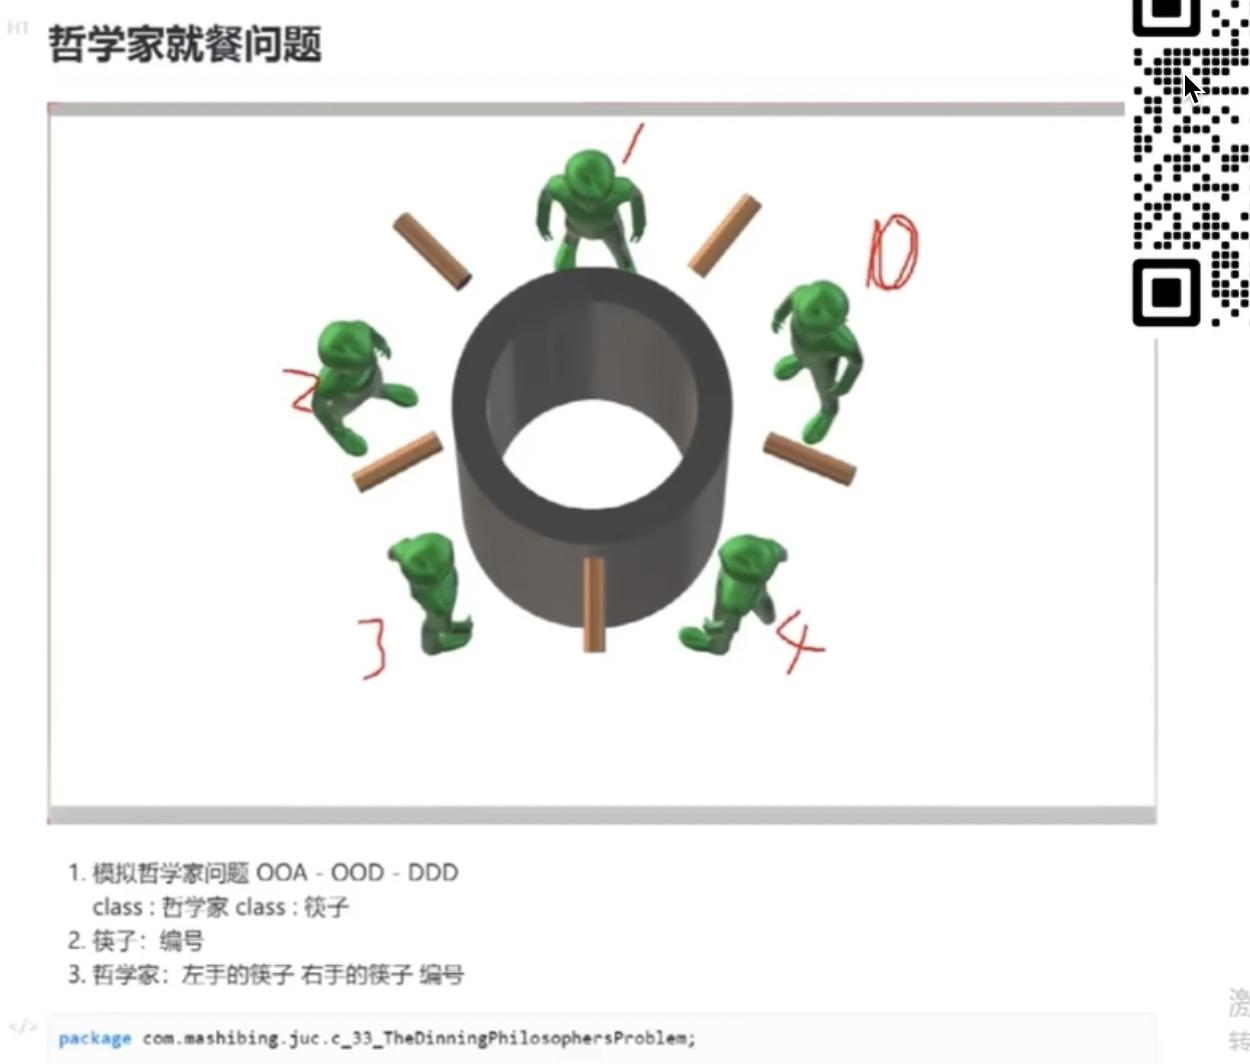 H1
哲学家就餐问题
1
0
2
3
4
1. 模拟哲学家问题 OOA - OOD - DDD
class : 哲学家 class : 筷子
2. 筷子：编号
3. 哲学家：左手的筷子 右手的筷子 编号
</>
package com.mashibing.juc.c_33_TheDinningPhilosophersProblem;
激
转